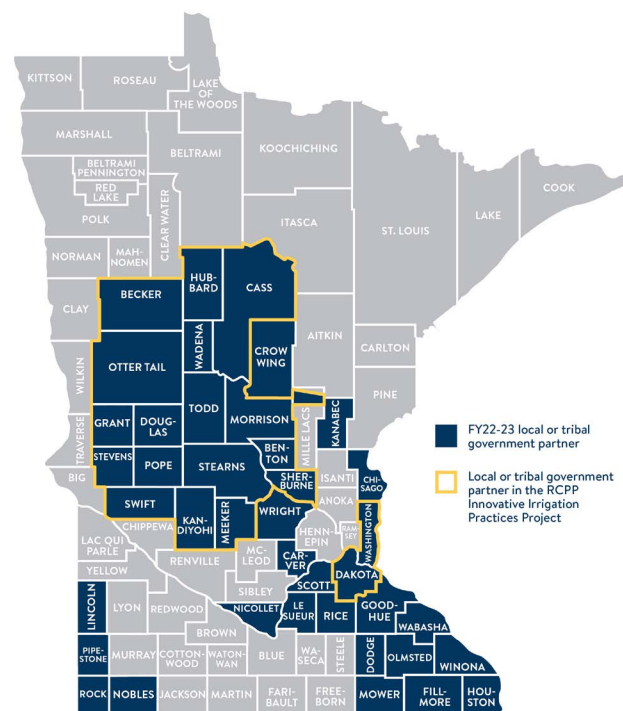 KITTSON
ROSEAU
LAKE
OF
THE WOODS
MARSHALL
BELTRAMI
KOOCHICHING
BELTRAMI
PENNINGTON
RED
LAKE
POLK
CLEAR WATER
ITASCA
ST. LOUIS
LAKE
COOK
NORMAN
MAH-
NOMEN
HUB-
BARD
CASS
CLAY
BECKER
AITKIN
CARLTON
WADENA
CROW
WING
OTTER TAIL
WILKIN
PINE
TODD
MORRISON
MILLE LACS
KANABEC
GRANT
DOUG-
LAS
TRAVERSE
BEN-
TON
STEVENS
POPE
STEARNS
SHER-
BURNE
ISANTI
CHI-
SAGO
BIG
ANOKA
SWIFT
KAN-
DIYOHI
MEEKER
WRIGHT
HENN-
EPIN
RAM-
SEY
WASHINGTON
CHIPPEWA
LAC QUI
PARLE
RENVILLE
MC-
LEOD
CAR-
VER
DAKOTA
YELLOW
SIBLEY
SCOTT
LINCOLN
LYON
REDWOOD
NICOLLET
LE
SUEUR
RICE
GOOD-
HUE
WABASHA
BROWN
PIPE-
STONE
MURRAY
COTTON-
WOOD
WATON-
WAN
BLUE
WA-
SECA
STEELE
DODGE
OLMSTED
WINONA
ROCK
NOBLES
JACKSON
MARTIN
FARI-
BAULT
FREE-
BORN
MOWER
FILL-
MORE
HOU-
STON
FY22-23 local or tribal
government partner
Local or tribal government
partner in the RCPP
Innovative Irrigation
Practices Project